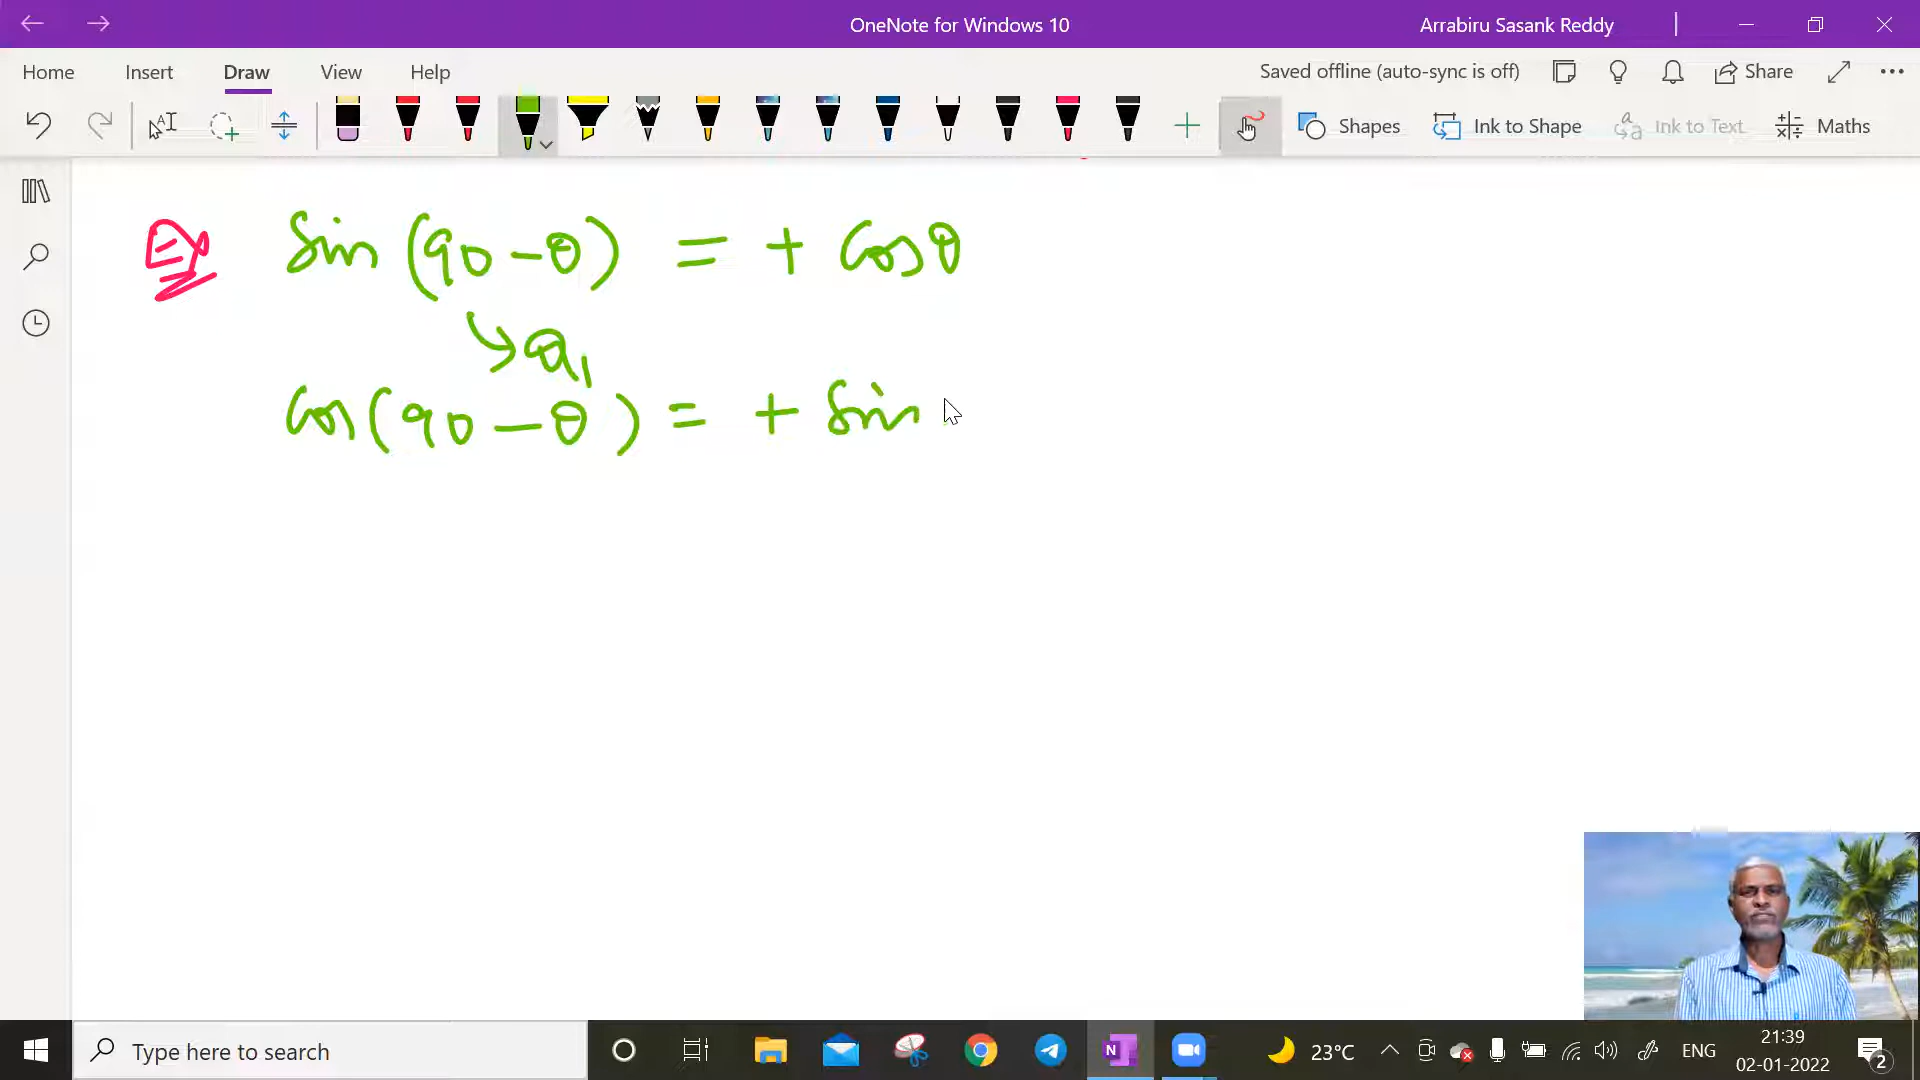 OneNote for Windows 10
Arrabiru Sasank Reddy
Home Insert Draw View Help
Saved offline (auto-sync is off)
Share
Shapes
Ink to Shape
Ink to Text
Maths
Ex
Sin (90 - θ) = + Cosθ
→ Q1
Cos (90 - θ) = + Sin
Type here to search
N
23°C
ENG
21:39
02-01-2022
2